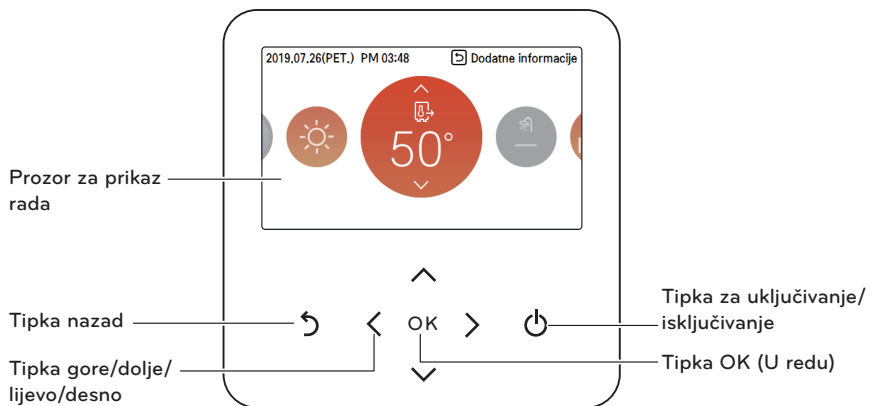 2019.07.26(PET.) PM 03:48
Dodatne informacije
50°
Prozor za prikaz
rada
Tipka nazad
OK
Tipka za uključivanje/
isključivanje
Tipka gore/dolje/
lijevo/desno
Tipka OK (U redu)